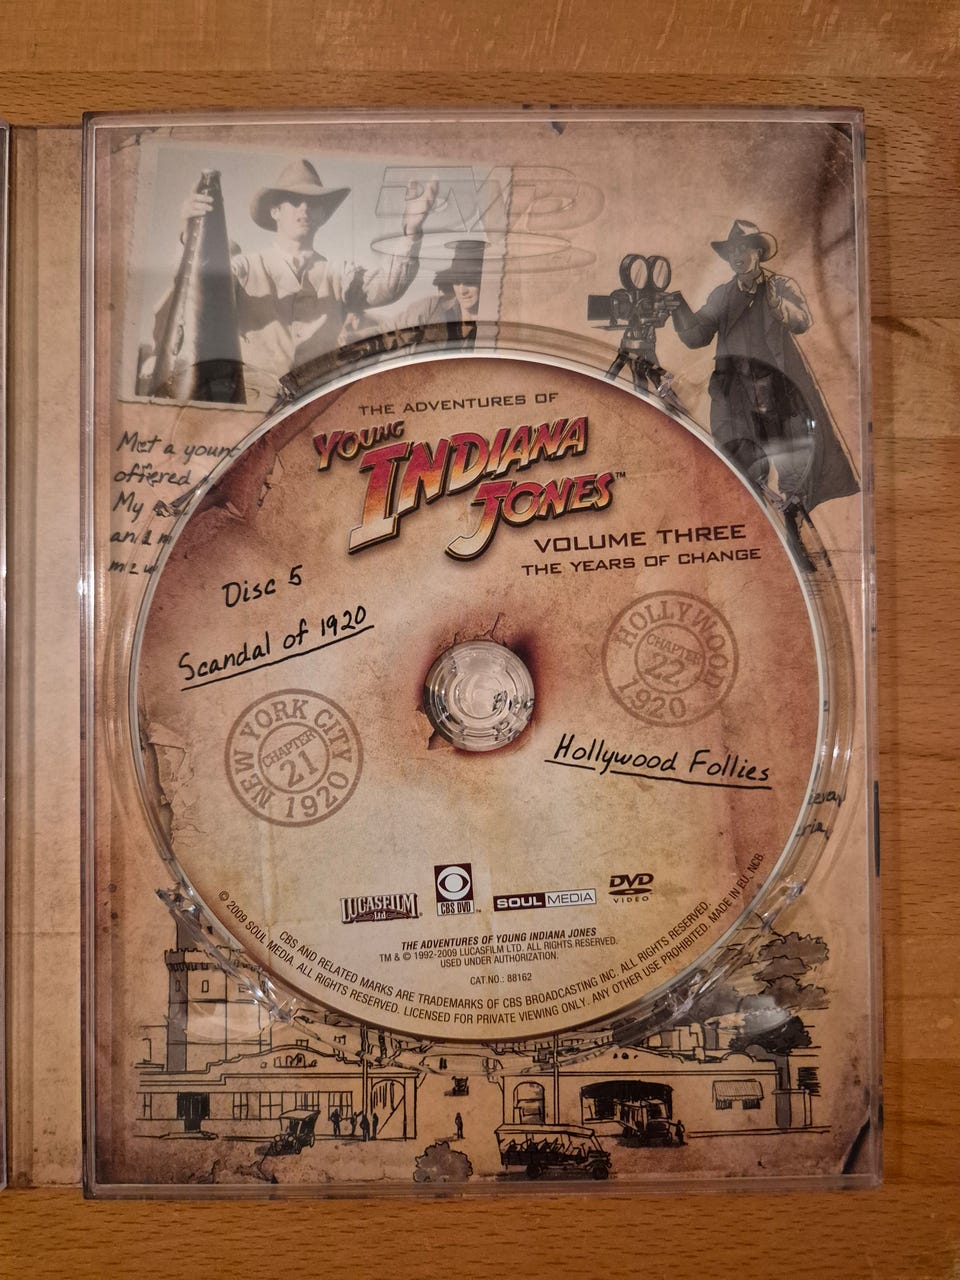 DVD
THE ADVENTURES OF
YOUNG
INDIANA
JONES™
VOLUME THREE
THE YEARS OF CHANGE
Met a young
offered
My
and
Disc 5
Scandal of 1920
NEW YORK CITY
CHAPTER
21
1920
HOLLYWOOD
CHAPTER
22
1920
Hollywood Follies
LUCASFILM
Ltd
CBS DVD™
SOUL MEDIA
DVD
VIDEO
THE ADVENTURES OF YOUNG INDIANA JONES
TM & © 1992-2009 LUCASFILM LTD. ALL RIGHTS RESERVED.
USED UNDER AUTHORIZATION.
CAT NO.: 88162
CBS AND RELATED MARKS ARE TRADEMARKS OF CBS BROADCASTING INC. ALL RIGHTS RESERVED.
© 2009 SOUL MEDIA. ALL RIGHTS RESERVED. LICENSED FOR PRIVATE VIEWING ONLY. ANY OTHER USE PROHIBITED. MADE IN EU. NCB